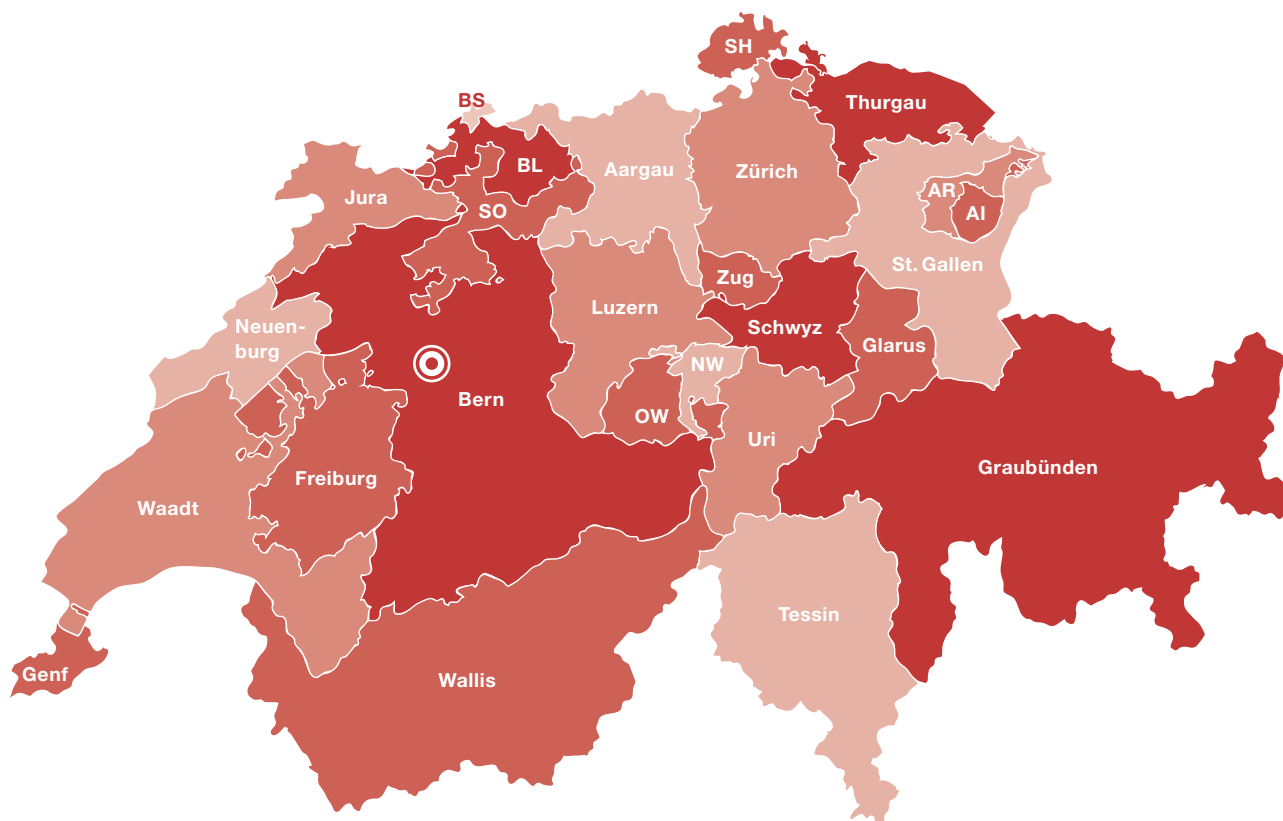 SH
BS
Thurgau
BL
Aargau
Zürich
Jura
SO
AR
AI
St. Gallen
Zug
Luzern
Neuen-
burg
Schwyz
Glarus
NW
Bern
OW
Uri
Graubünden
Freiburg
Waadt
Tessin
Genf
Wallis